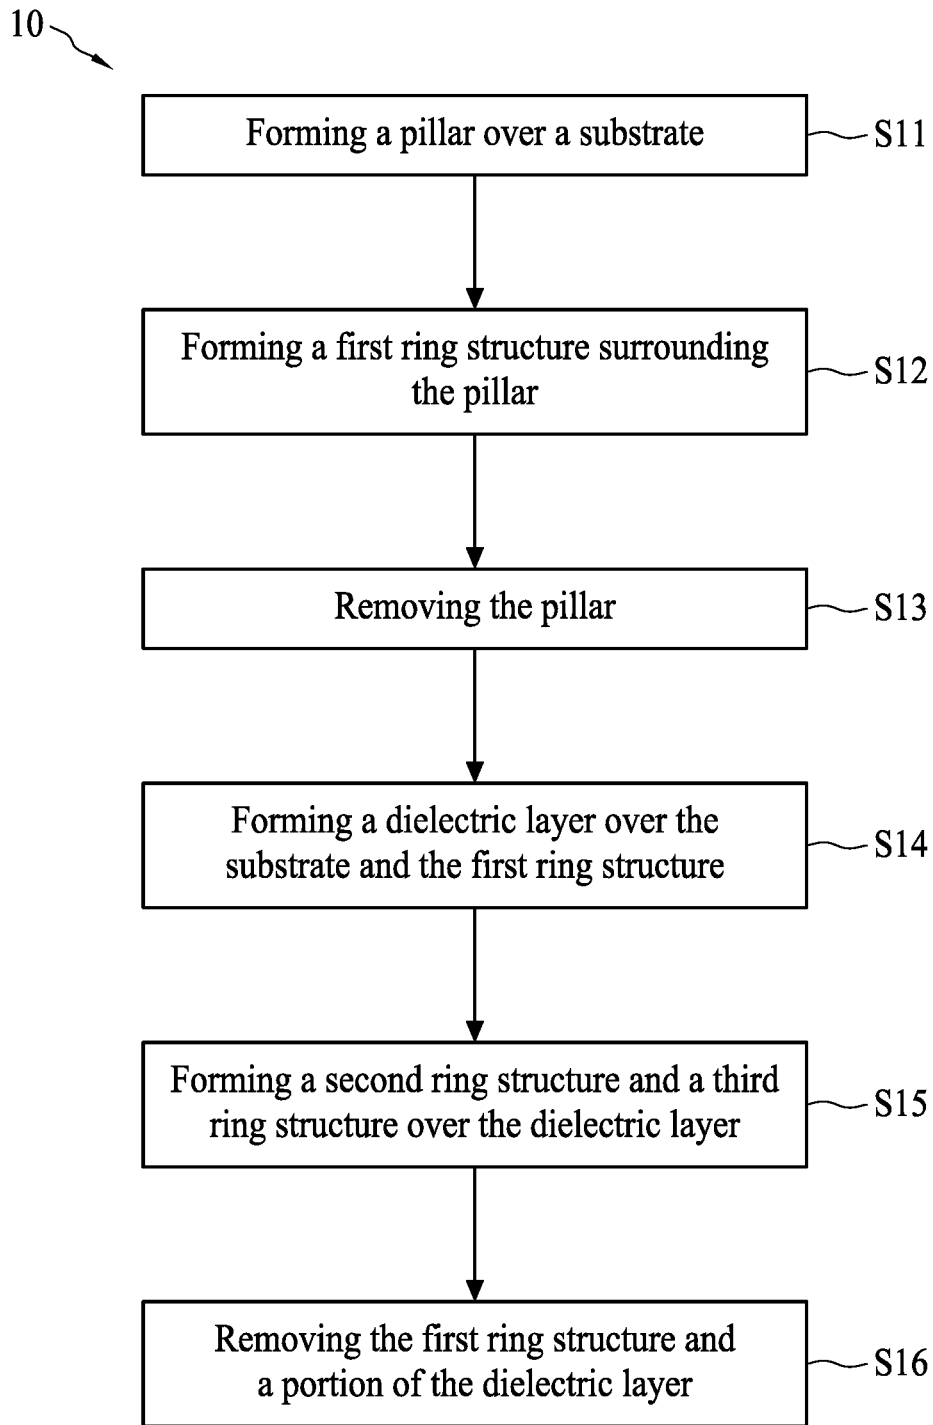 10
Forming a pillar over a substrate
S11
Forming a first ring structure surrounding
the pillar
S12
Removing the pillar
S13
Forming a dielectric layer over the
substrate and the first ring structure
S14
Forming a second ring structure and a third
ring structure over the dielectric layer
S15
Removing the first ring structure and
a portion of the dielectric layer
S16